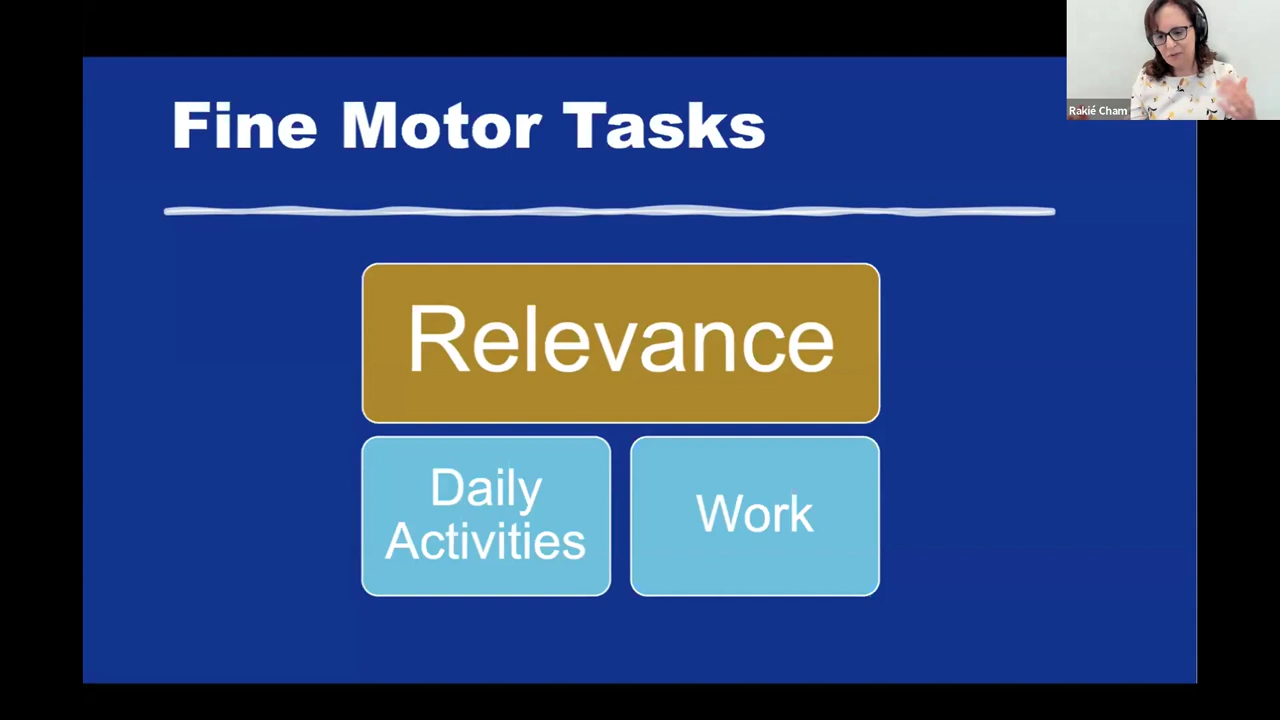 Fine Motor Tasks
Rakié Cham
Relevance
Daily
Activities
Work